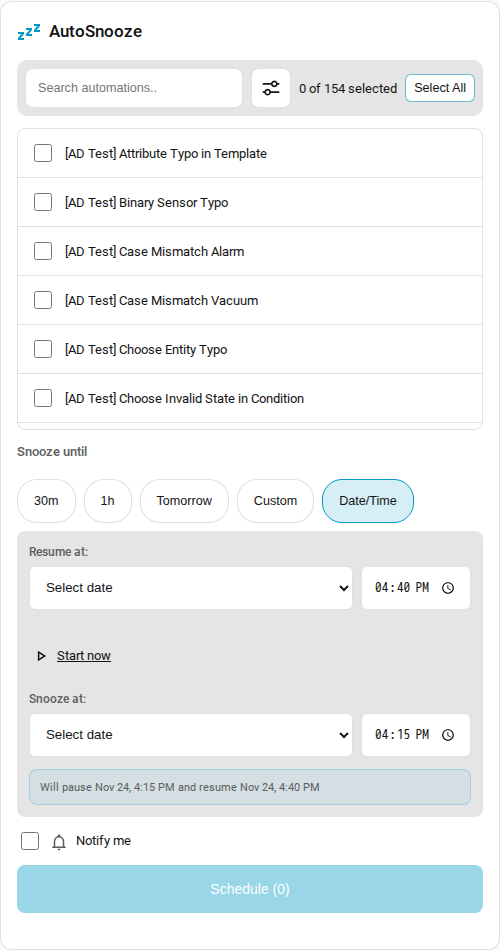 zzz AutoSnooze
Search automations..
0 of 154 selected
Select All
[AD Test] Attribute Typo in Template
[AD Test] Binary Sensor Typo
[AD Test] Case Mismatch Alarm
[AD Test] Case Mismatch Vacuum
[AD Test] Choose Entity Typo
[AD Test] Choose Invalid State in Condition
Snooze until
30m 1h Tomorrow Custom Date/Time
Resume at:
Select date 04:40 PM
Start now
Snooze at:
Select date 04:15 PM
Will pause Nov 24, 4:15 PM and resume Nov 24, 4:40 PM
Notify me
Schedule (0)